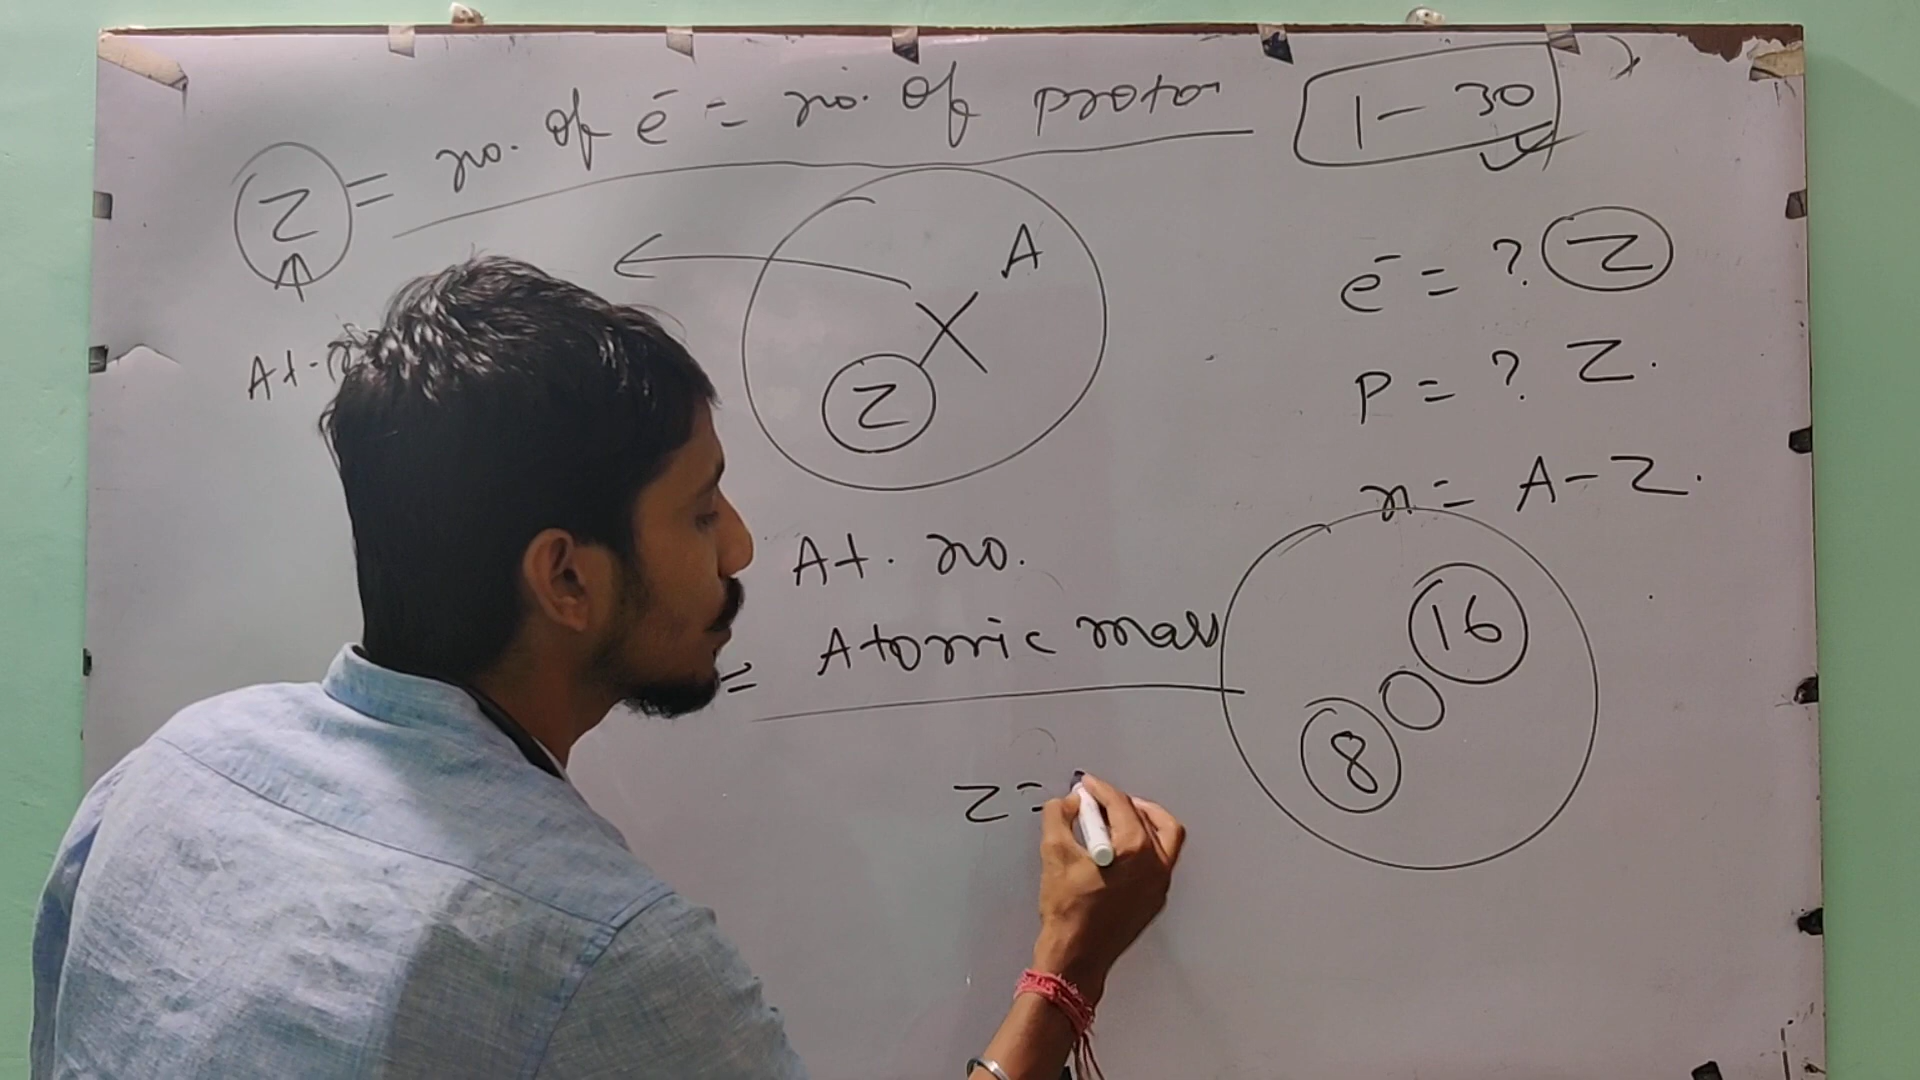 Z = no. of e⁻ = no. of proton
1 - 30
A
X
Z
At.
e⁻ = ? Z
P = ? Z.
n = A - Z.
At. no.
= Atomic mass
16
O
8
Z =